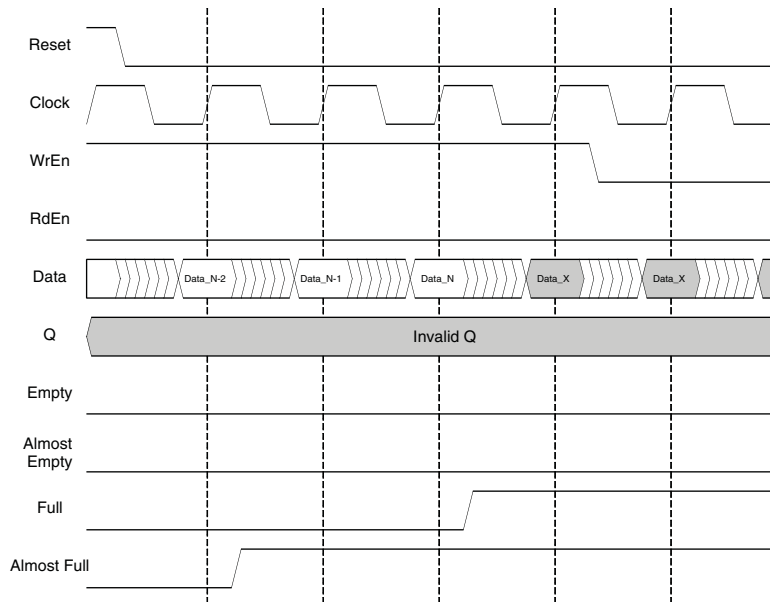 Reset
Clock
WrEn
RdEn
Data
Data_N-2
Data_N-1
Data_N
Data_X
Data_X
Q
Invalid Q
Empty
Almost
Empty
Full
Almost Full